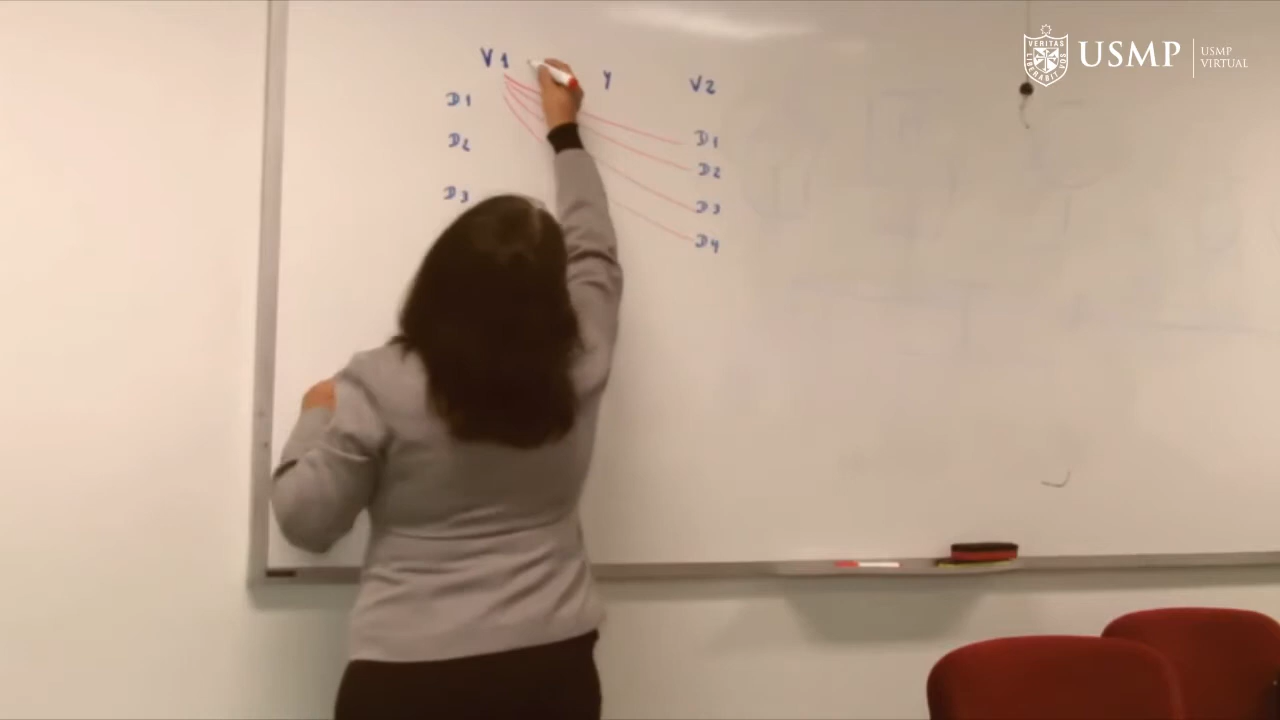 V1 y V2
D1 D1
D2 D2
D3 D3
D4
VERITAS
LIBERABIT VOS
USMP
USMP
VIRTUAL